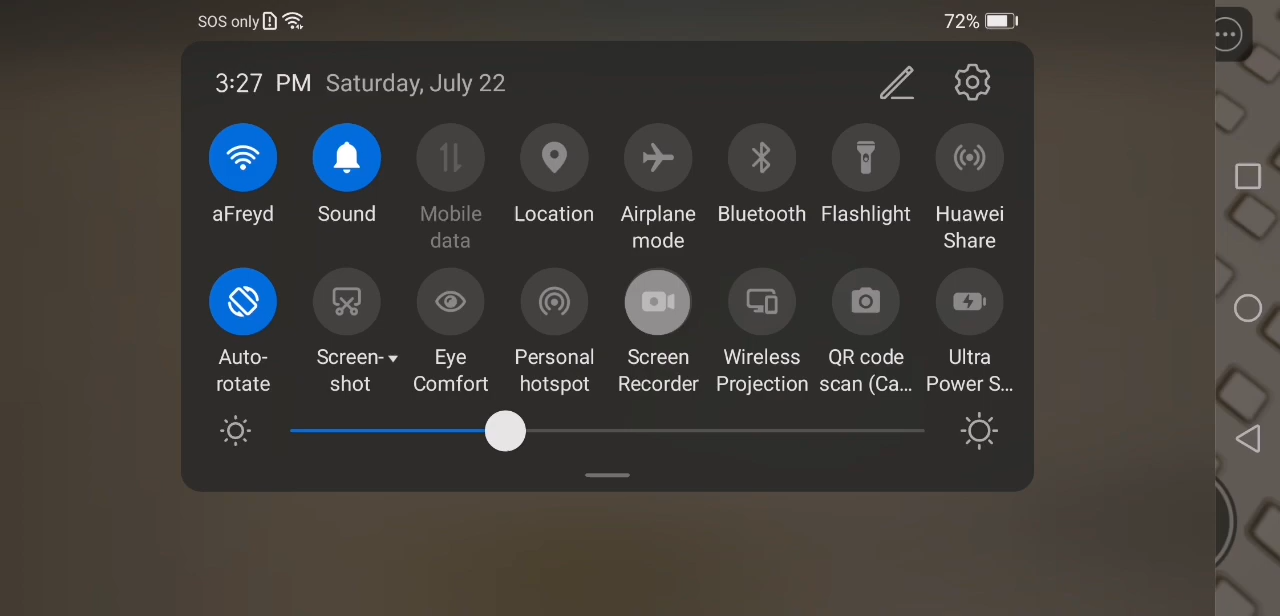 SOS only
72%
3:27 PM Saturday, July 22
aFreyd
Sound
Mobile data
Location
Airplane mode
Bluetooth
Flashlight
Huawei Share
Auto-rotate
Screen-shot
Eye Comfort
Personal hotspot
Screen Recorder
Wireless Projection
QR code scan (Ca...
Ultra Power S...